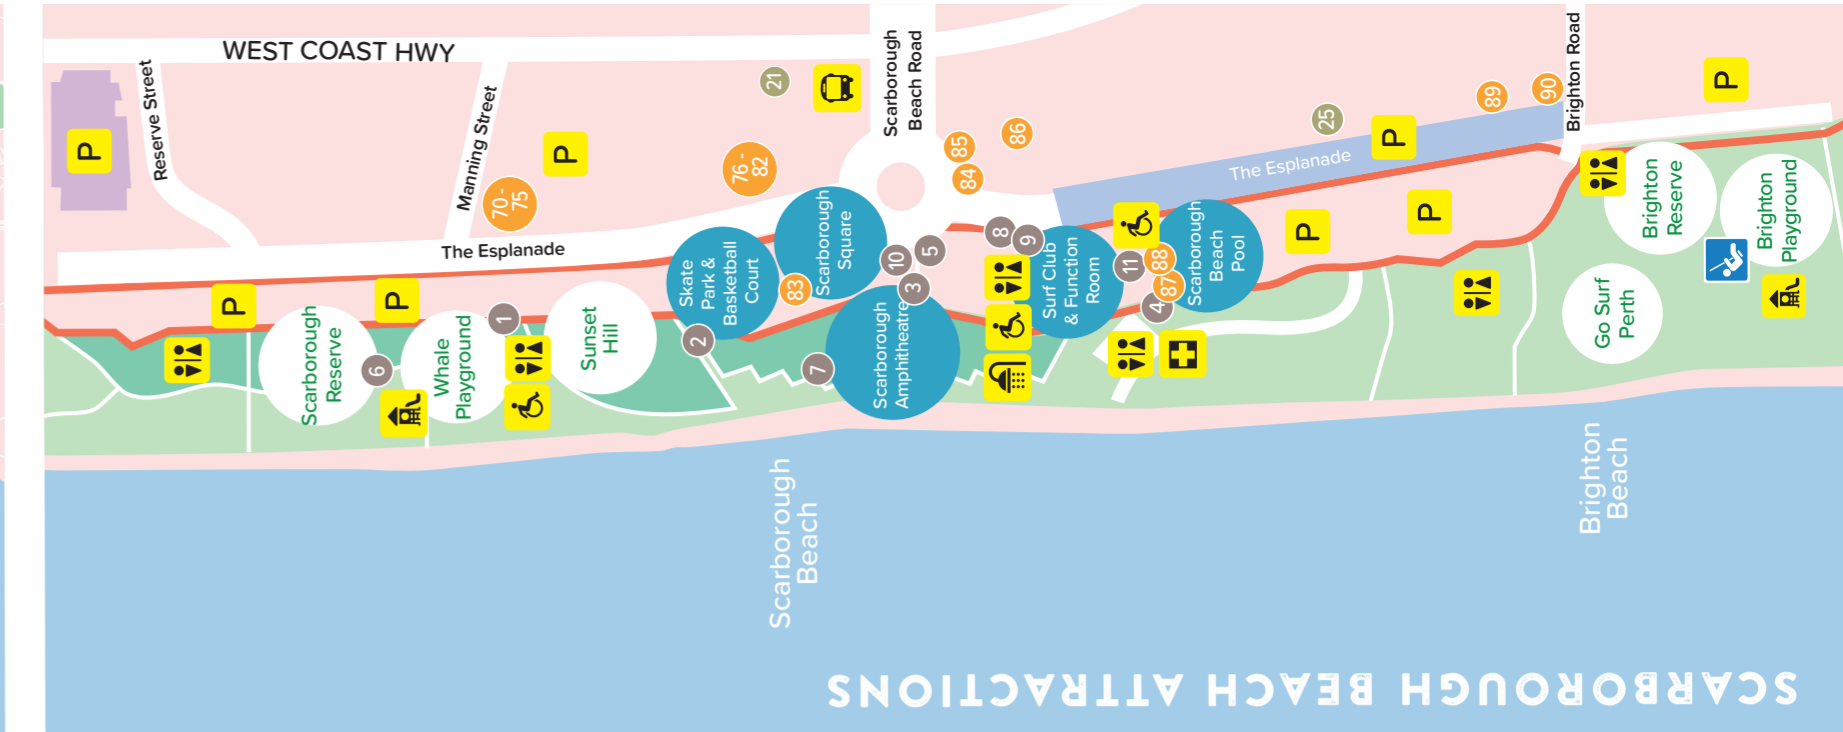 WEST COAST HWY
Reserve Street
Manning Street
The Esplanade
Scarborough
Beach Road
The Esplanade
Brighton Road
P
P
P
P
P
P
P
P
21
25
70 -
75
76 -
82
83
84
85
86
87
88
89
90
1
2
3
4
5
6
7
8
9
10
11
Scarborough
Reserve
Whale
Playground
Sunset
Hill
Skate
Park &
Basketball
Court
Scarborough
Square
Scarborough
Amphitheatre
Surf Club
& Function
Room
Scarborough
Beach
Pool
Go Surf
Perth
Brighton
Reserve
Brighton
Playground
Scarborough
Beach
Brighton
Beach
SCARBOROUGH BEACH ATTRACTIONS